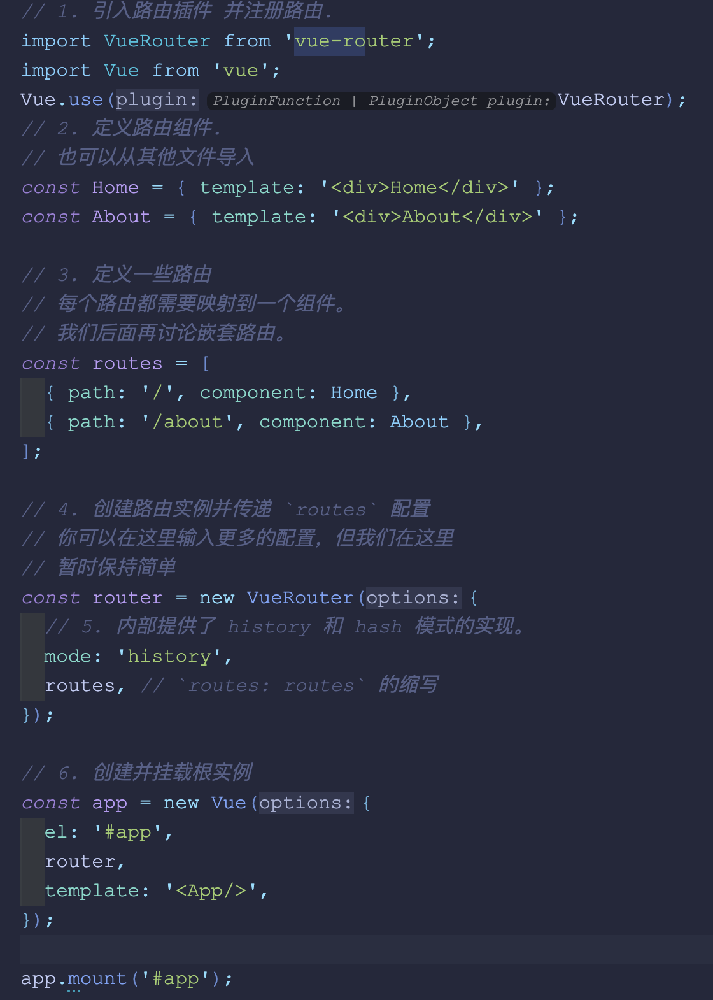 // 1. 引入路由插件 并注册路由.
import VueRouter from 'vue-router';
import Vue from 'vue';
Vue.use(plugin: PluginFunction | PluginObject plugin: VueRouter);
// 2. 定义路由组件.
// 也可以从其他文件导入
const Home = { template: '<div>Home</div>' };
const About = { template: '<div>About</div>' };
// 3. 定义一些路由
// 每个路由都需要映射到一个组件。
// 我们后面再讨论嵌套路由。
const routes = [
{ path: '/', component: Home },
{ path: '/about', component: About },
];
// 4. 创建路由实例并传递 `routes` 配置
// 你可以在这里输入更多的配置，但我们在这里
// 暂时保持简单
const router = new VueRouter(options: {
// 5. 内部提供了 history 和 hash 模式的实现。
mode: 'history',
routes, // `routes: routes` 的缩写
});
// 6. 创建并挂载根实例
const app = new Vue(options: {
el: '#app',
router,
template: '<App/>',
});
app.mount('#app');